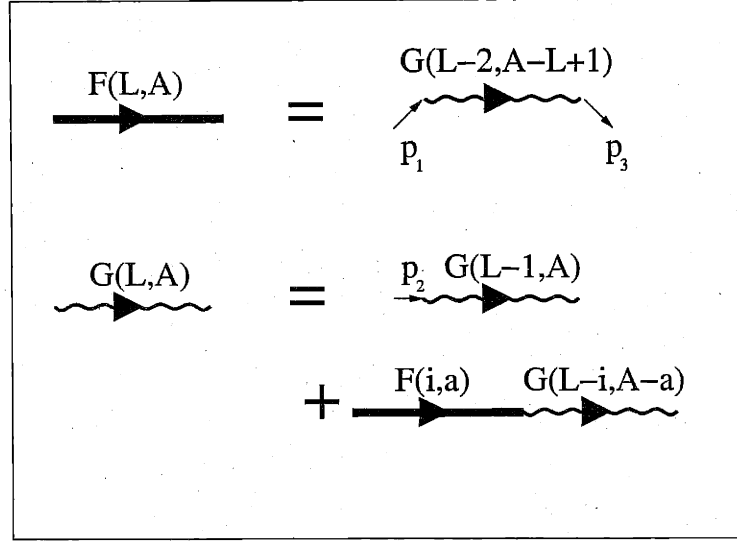 F(L,A) = G(L−2,A−L+1)
p₁ p₃
G(L,A) = p₂ G(L−1,A)
+ F(i,a) G(L−i,A−a)